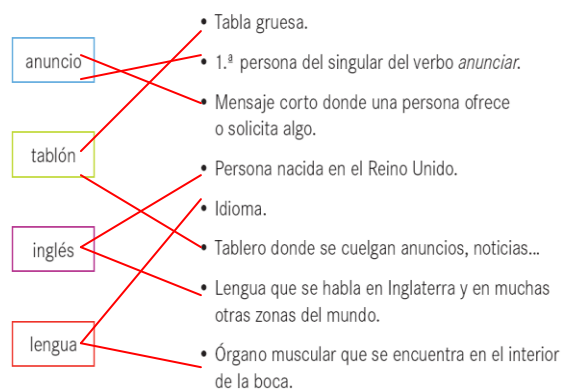 anuncio
tablón
inglés
lengua
• Tabla gruesa.
• 1.ª persona del singular del verbo anunciar.
• Mensaje corto donde una persona ofrece
o solicita algo.
• Persona nacida en el Reino Unido.
• Idioma.
• Tablero donde se cuelgan anuncios, noticias...
• Lengua que se habla en Inglaterra y en muchas
otras zonas del mundo.
• Órgano muscular que se encuentra en el interior
de la boca.